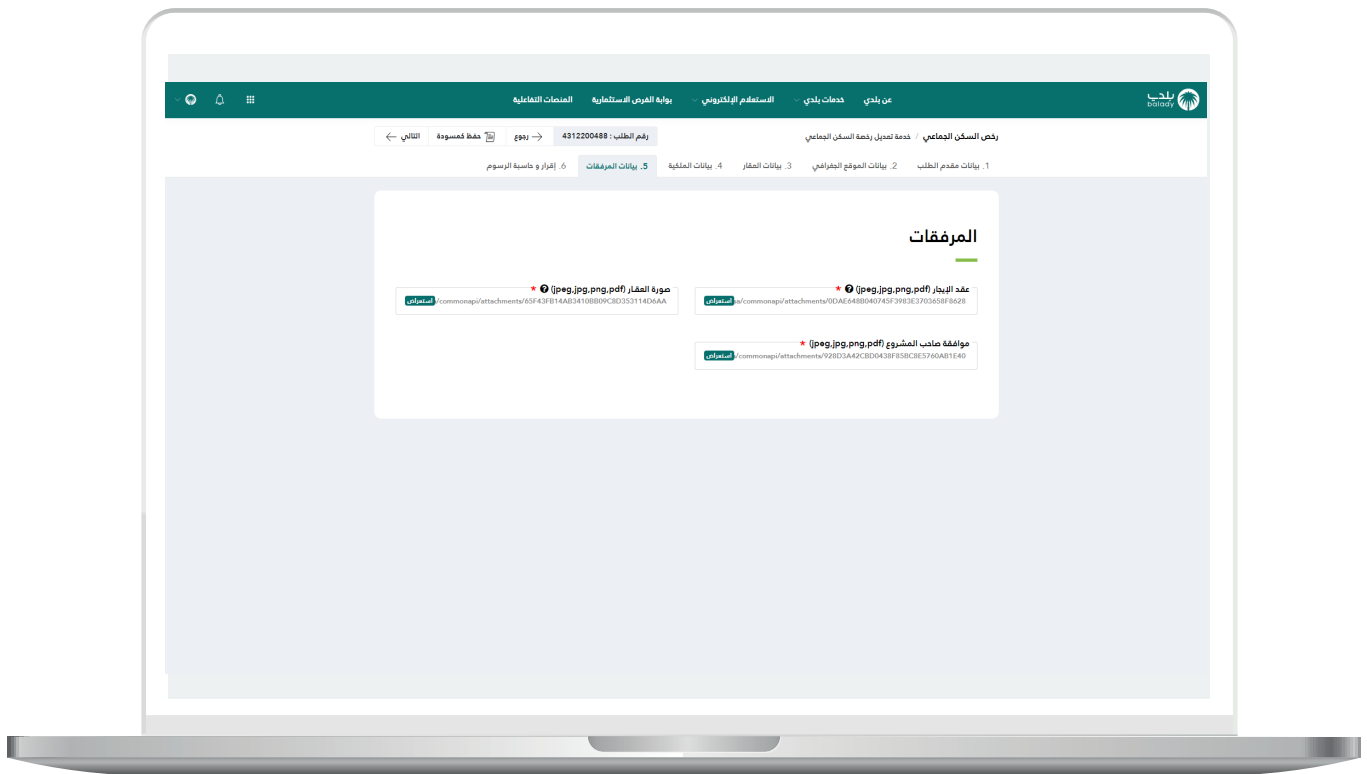 بلدي
balady
عن بلدي
خدمات بلدي
الاستعلام الإلكتروني
بوابة الفرص الاستثمارية
المنصات التفاعلية
رخص السكن الجماعي / خدمة تعديل رخصة السكن الجماعي
رقم الطلب : 4312200488
رجوع
حفظ كمسودة
التالي
1. بيانات مقدم الطلب
2. بيانات الموقع الجغرافي
3. بيانات العقار
4. بيانات الملكية
5. بيانات المرفقات
6. إقرار و حاسبة الرسوم
المرفقات
عقد الإيجار (jpeg,jpg,png,pdf) *
/commonapi/attachments/0DAE648B040745F3983E3703658F8628 استعراض
صورة العقار (jpeg,jpg,png,pdf) *
/commonapi/attachments/65F43FB14AB3410BB09C8D353114D6AA استعراض
موافقة صاحب المشروع (jpeg,jpg,png,pdf) *
/commonapi/attachments/928D3A42CBD0438F85BC8E5760AB1E40 استعراض